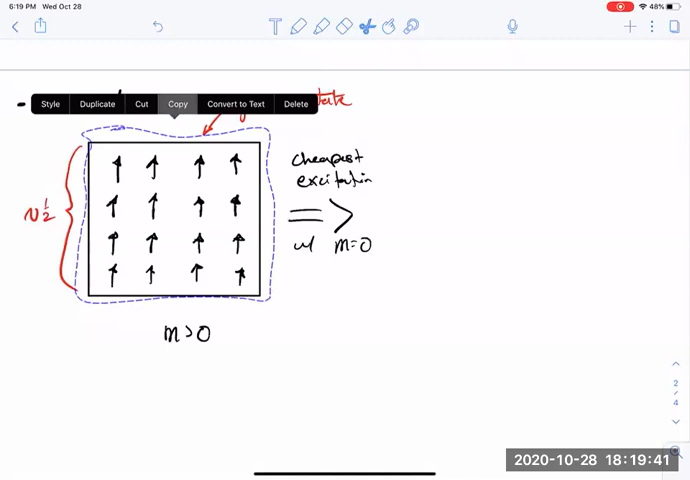 6:19 PM Wed Oct 28
48%
Style Duplicate Cut Copy Convert to Text Delete
cheapest
excitation
N½
=>
w/ m=0
m>0
2
/
4
2020-10-28 18:19:41